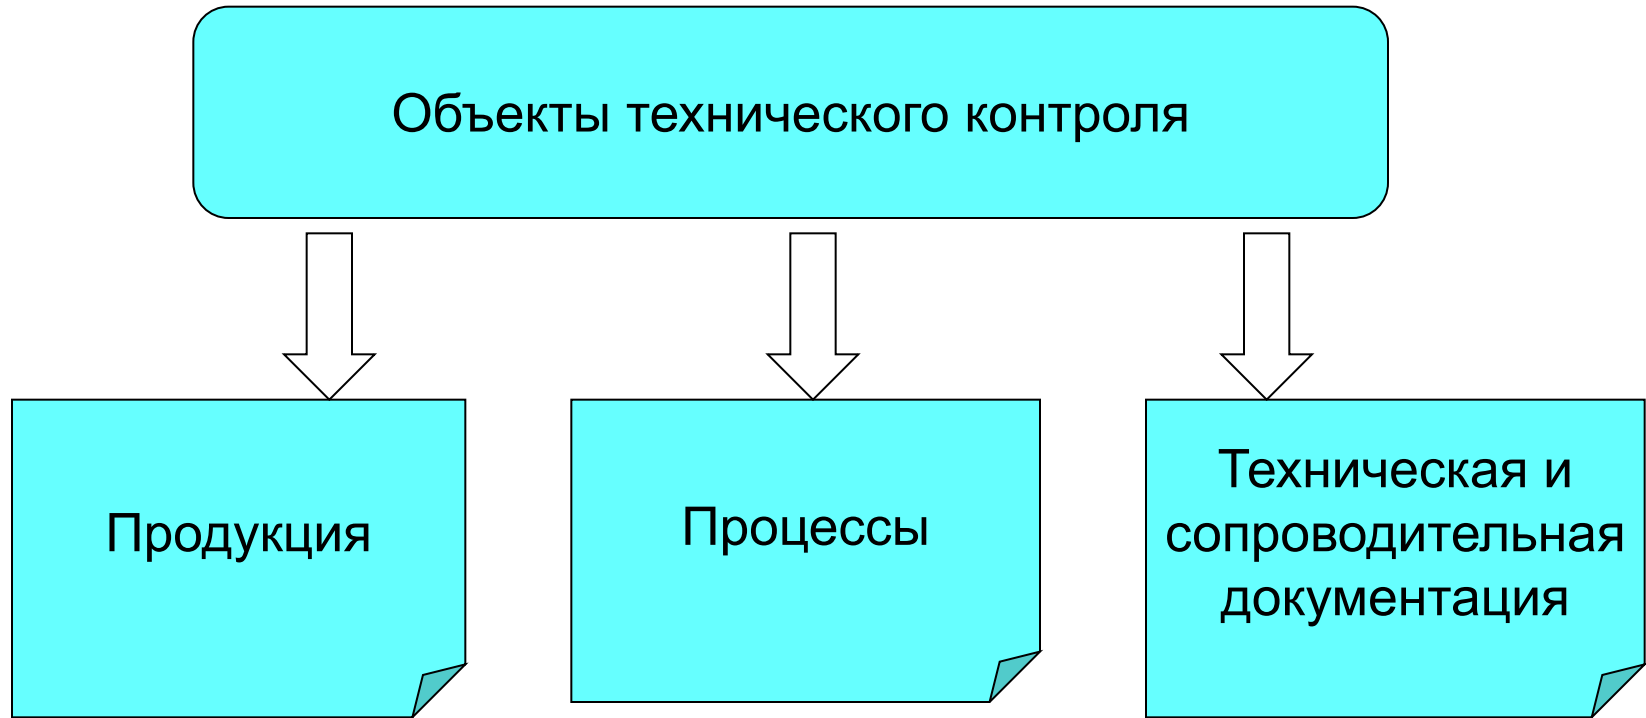 Объекты технического контроля
Продукция
Процессы
Техническая и
сопроводительная
документация